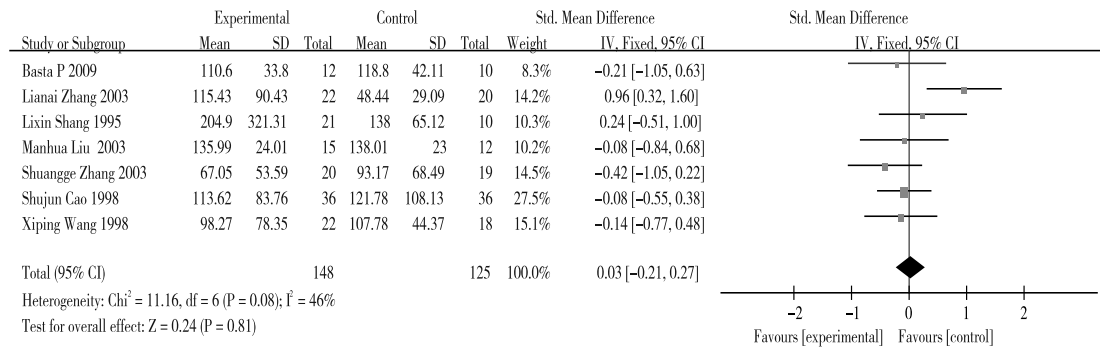 Experimental Control Std. Mean Difference Std. Mean Difference
Study or Subgroup Mean SD Total Mean SD Total Weight IV, Fixed, 95% CI IV, Fixed, 95% CI
Basta P 2009 110.6 33.8 12 118.8 42.11 10 8.3% −0.21 [−1.05, 0.63]
Lianai Zhang 2003 115.43 90.43 22 48.44 29.09 20 14.2% 0.96 [0.32, 1.60]
Lixin Shang 1995 204.9 321.31 21 138 65.12 10 10.3% 0.24 [−0.51, 1.00]
Manhua Liu 2003 135.99 24.01 15 138.01 23 12 10.2% −0.08 [−0.84, 0.68]
Shuangge Zhang 2003 67.05 53.59 20 93.17 68.49 19 14.5% −0.42 [−1.05, 0.22]
Shujun Cao 1998 113.62 83.76 36 121.78 108.13 36 27.5% −0.08 [−0.55, 0.38]
Xiping Wang 1998 98.27 78.35 22 107.78 44.37 18 15.1% −0.14 [−0.77, 0.48]
Total (95% CI) 148 125 100.0% 0.03 [−0.21, 0.27]
Heterogeneity: Chi² = 11.16, df = 6 (P = 0.08); I² = 46%
Test for overall effect: Z = 0.24 (P = 0.81)
−2 −1 0 1 2
Favours [experimental] Favours [control]